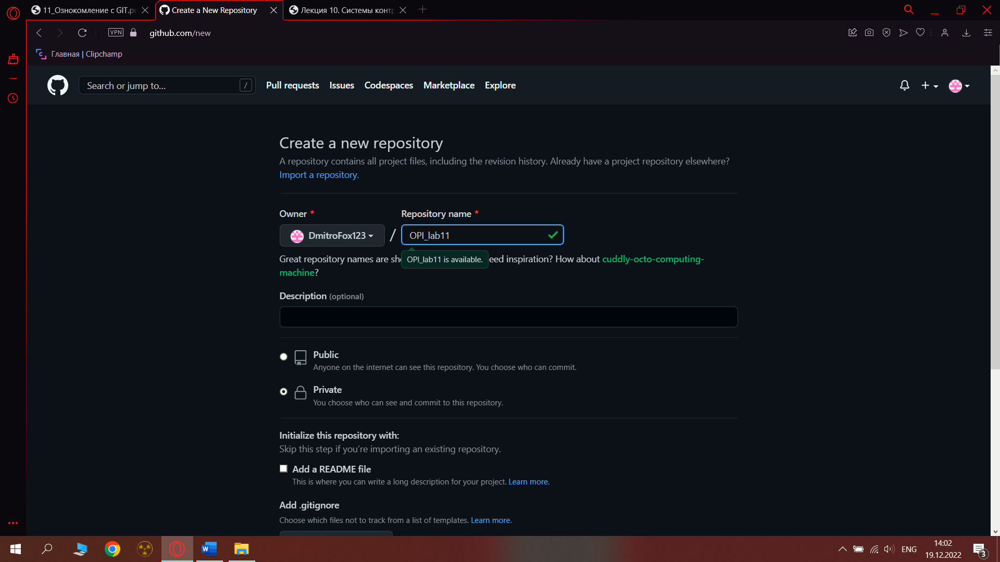 11_Ознокомление с GIT.pc
Create a New Repository
Лекция 10. Системы контр
VPN
github.com/new
Главная | Clipchamp
Search or jump to...
/
Pull requests
Issues
Codespaces
Marketplace
Explore
Create a new repository
A repository contains all project files, including the revision history. Already have a project repository elsewhere?
Import a repository.
Owner *
Repository name *
DmitroFox123
/
OPI_lab11
Great repository names are sho
OPI_lab11 is available.
eed inspiration? How about cuddly-octo-computing-
machine?
Description (optional)
Public
Anyone on the internet can see this repository. You choose who can commit.
Private
You choose who can see and commit to this repository.
Initialize this repository with:
Skip this step if you’re importing an existing repository.
Add a README file
This is where you can write a long description for your project. Learn more.
Add .gitignore
Choose which files not to track from a list of templates. Learn more.
W
ENG
14:02
19.12.2022
3